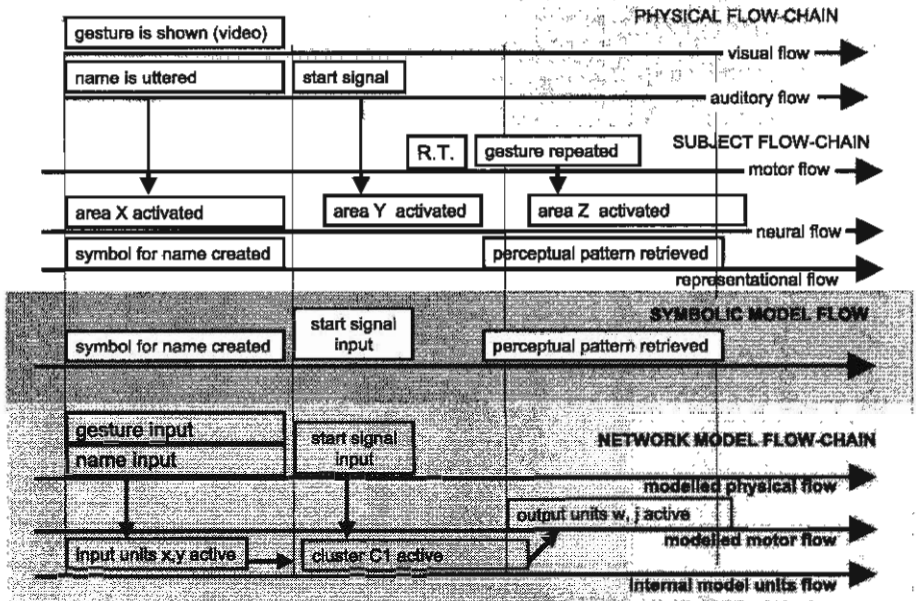 PHYSICAL FLOW-CHAIN
gesture is shown (video)
visual flow
name is uttered
start signal
auditory flow
R.T.
gesture repeated
SUBJECT FLOW-CHAIN
motor flow
area X activated
area Y activated
area Z activated
neural flow
symbol for name created
perceptual pattern retrieved
representational flow
SYMBOLIC MODEL FLOW
start signal
input
symbol for name created
perceptual pattern retrieved
gesture input
start signal
input
NETWORK MODEL FLOW-CHAIN
name input
modelled physical flow
output units w, j active
modelled motor flow
Input units x,y active
cluster C1 active
Internal model units flow